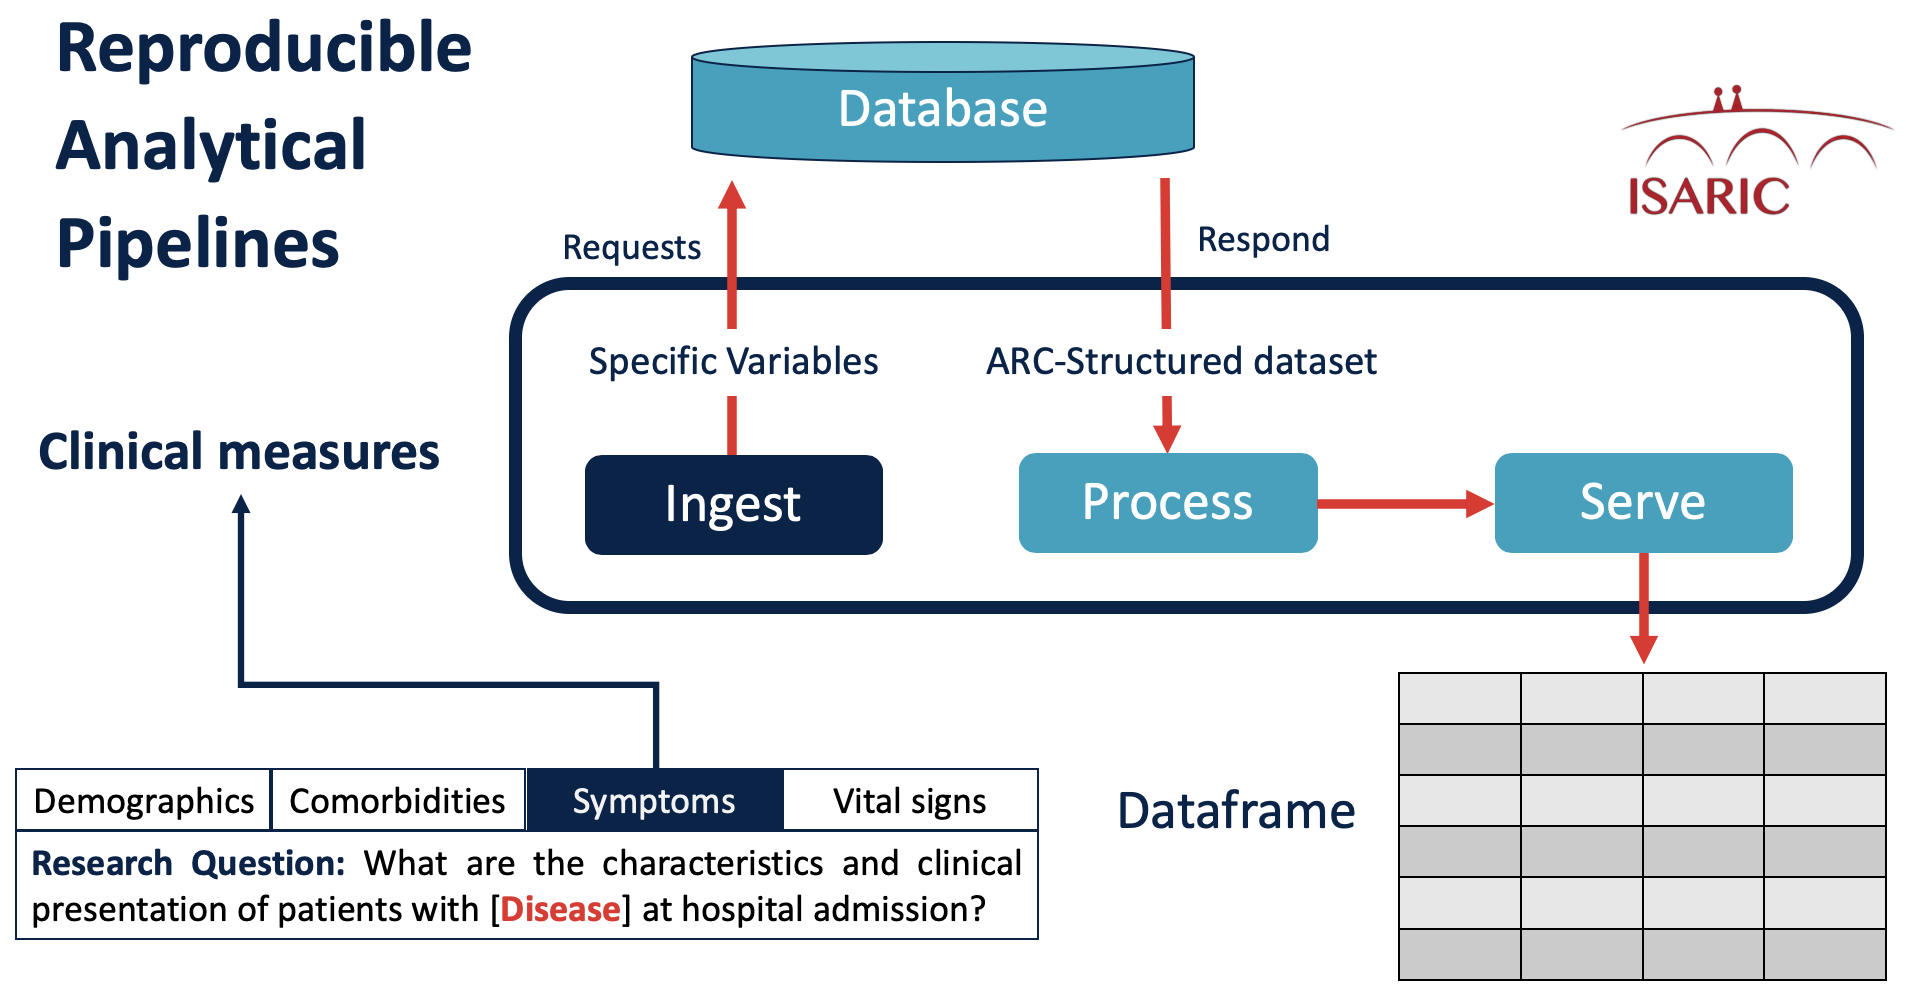 Reproducible
Analytical
Pipelines
Database
ISARIC
Requests
Respond
Specific Variables
ARC-Structured dataset
Clinical measures
Ingest
Process
Serve
Demographics
Comorbidities
Symptoms
Vital signs
Research Question: What are the characteristics and clinical
presentation of patients with [Disease] at hospital admission?
Dataframe